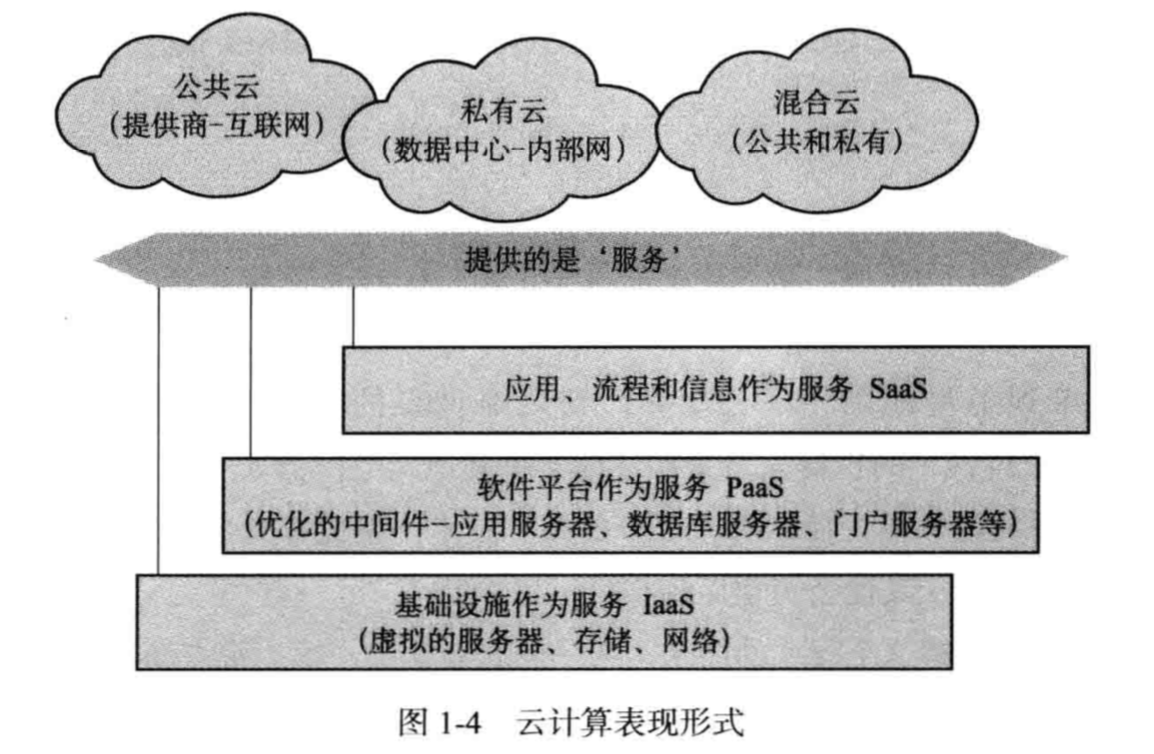 公共云
（提供商-互联网）
私有云
（数据中心-内部网）
混合云
（公共和私有）
提供的是‘服务’
应用、流程和信息作为服务 SaaS
软件平台作为服务 PaaS
（优化的中间件-应用服务器、数据库服务器、门户服务器等）
基础设施作为服务 IaaS
（虚拟的服务器、存储、网络）
图 1-4 云计算表现形式